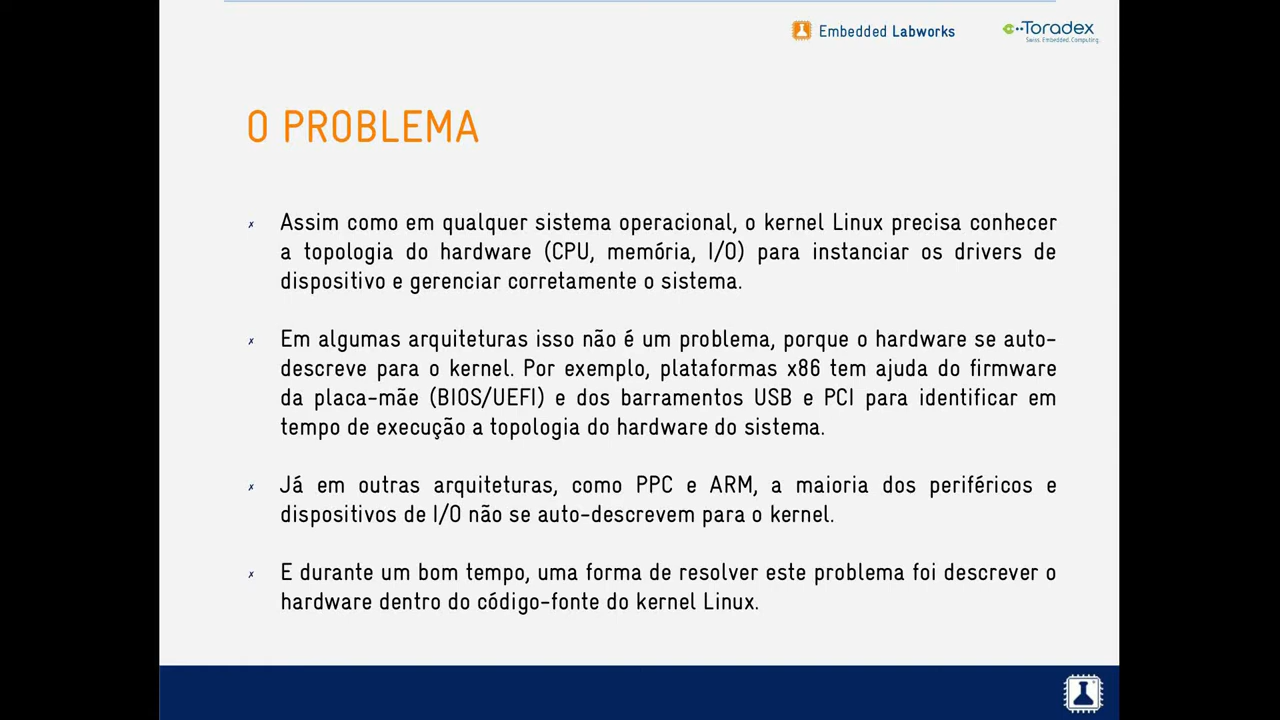 Embedded Labworks
Toradex
Swiss. Embedded. Computing.
O PROBLEMA
✗ Assim como em qualquer sistema operacional, o kernel Linux precisa conhecer
a topologia do hardware (CPU, memória, I/O) para instanciar os drivers de
dispositivo e gerenciar corretamente o sistema.
✗ Em algumas arquiteturas isso não é um problema, porque o hardware se auto-
descreve para o kernel. Por exemplo, plataformas x86 tem ajuda do firmware
da placa-mãe (BIOS/UEFI) e dos barramentos USB e PCI para identificar em
tempo de execução a topologia do hardware do sistema.
✗ Já em outras arquiteturas, como PPC e ARM, a maioria dos periféricos e
dispositivos de I/O não se auto-descrevem para o kernel.
✗ E durante um bom tempo, uma forma de resolver este problema foi descrever o
hardware dentro do código-fonte do kernel Linux.